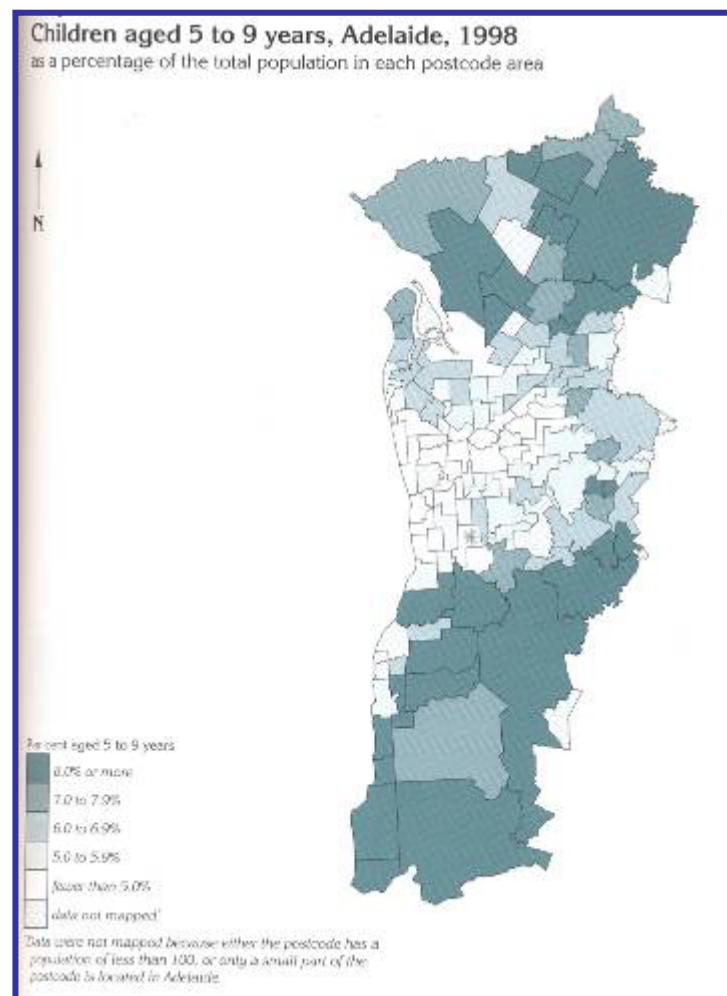 Children aged 5 to 9 years, Adelaide, 1998
as a percentage of the total population in each postcode area
N
Percent aged 5 to 9 years
8.0% or more
7.0 to 7.9%
6.0 to 6.9%
5.0 to 5.9%
fewer than 5.0%
data not mapped*
*Data were not mapped because either the postcode has a
population of less than 100, or only a small part of the
postcode is located in Adelaide.